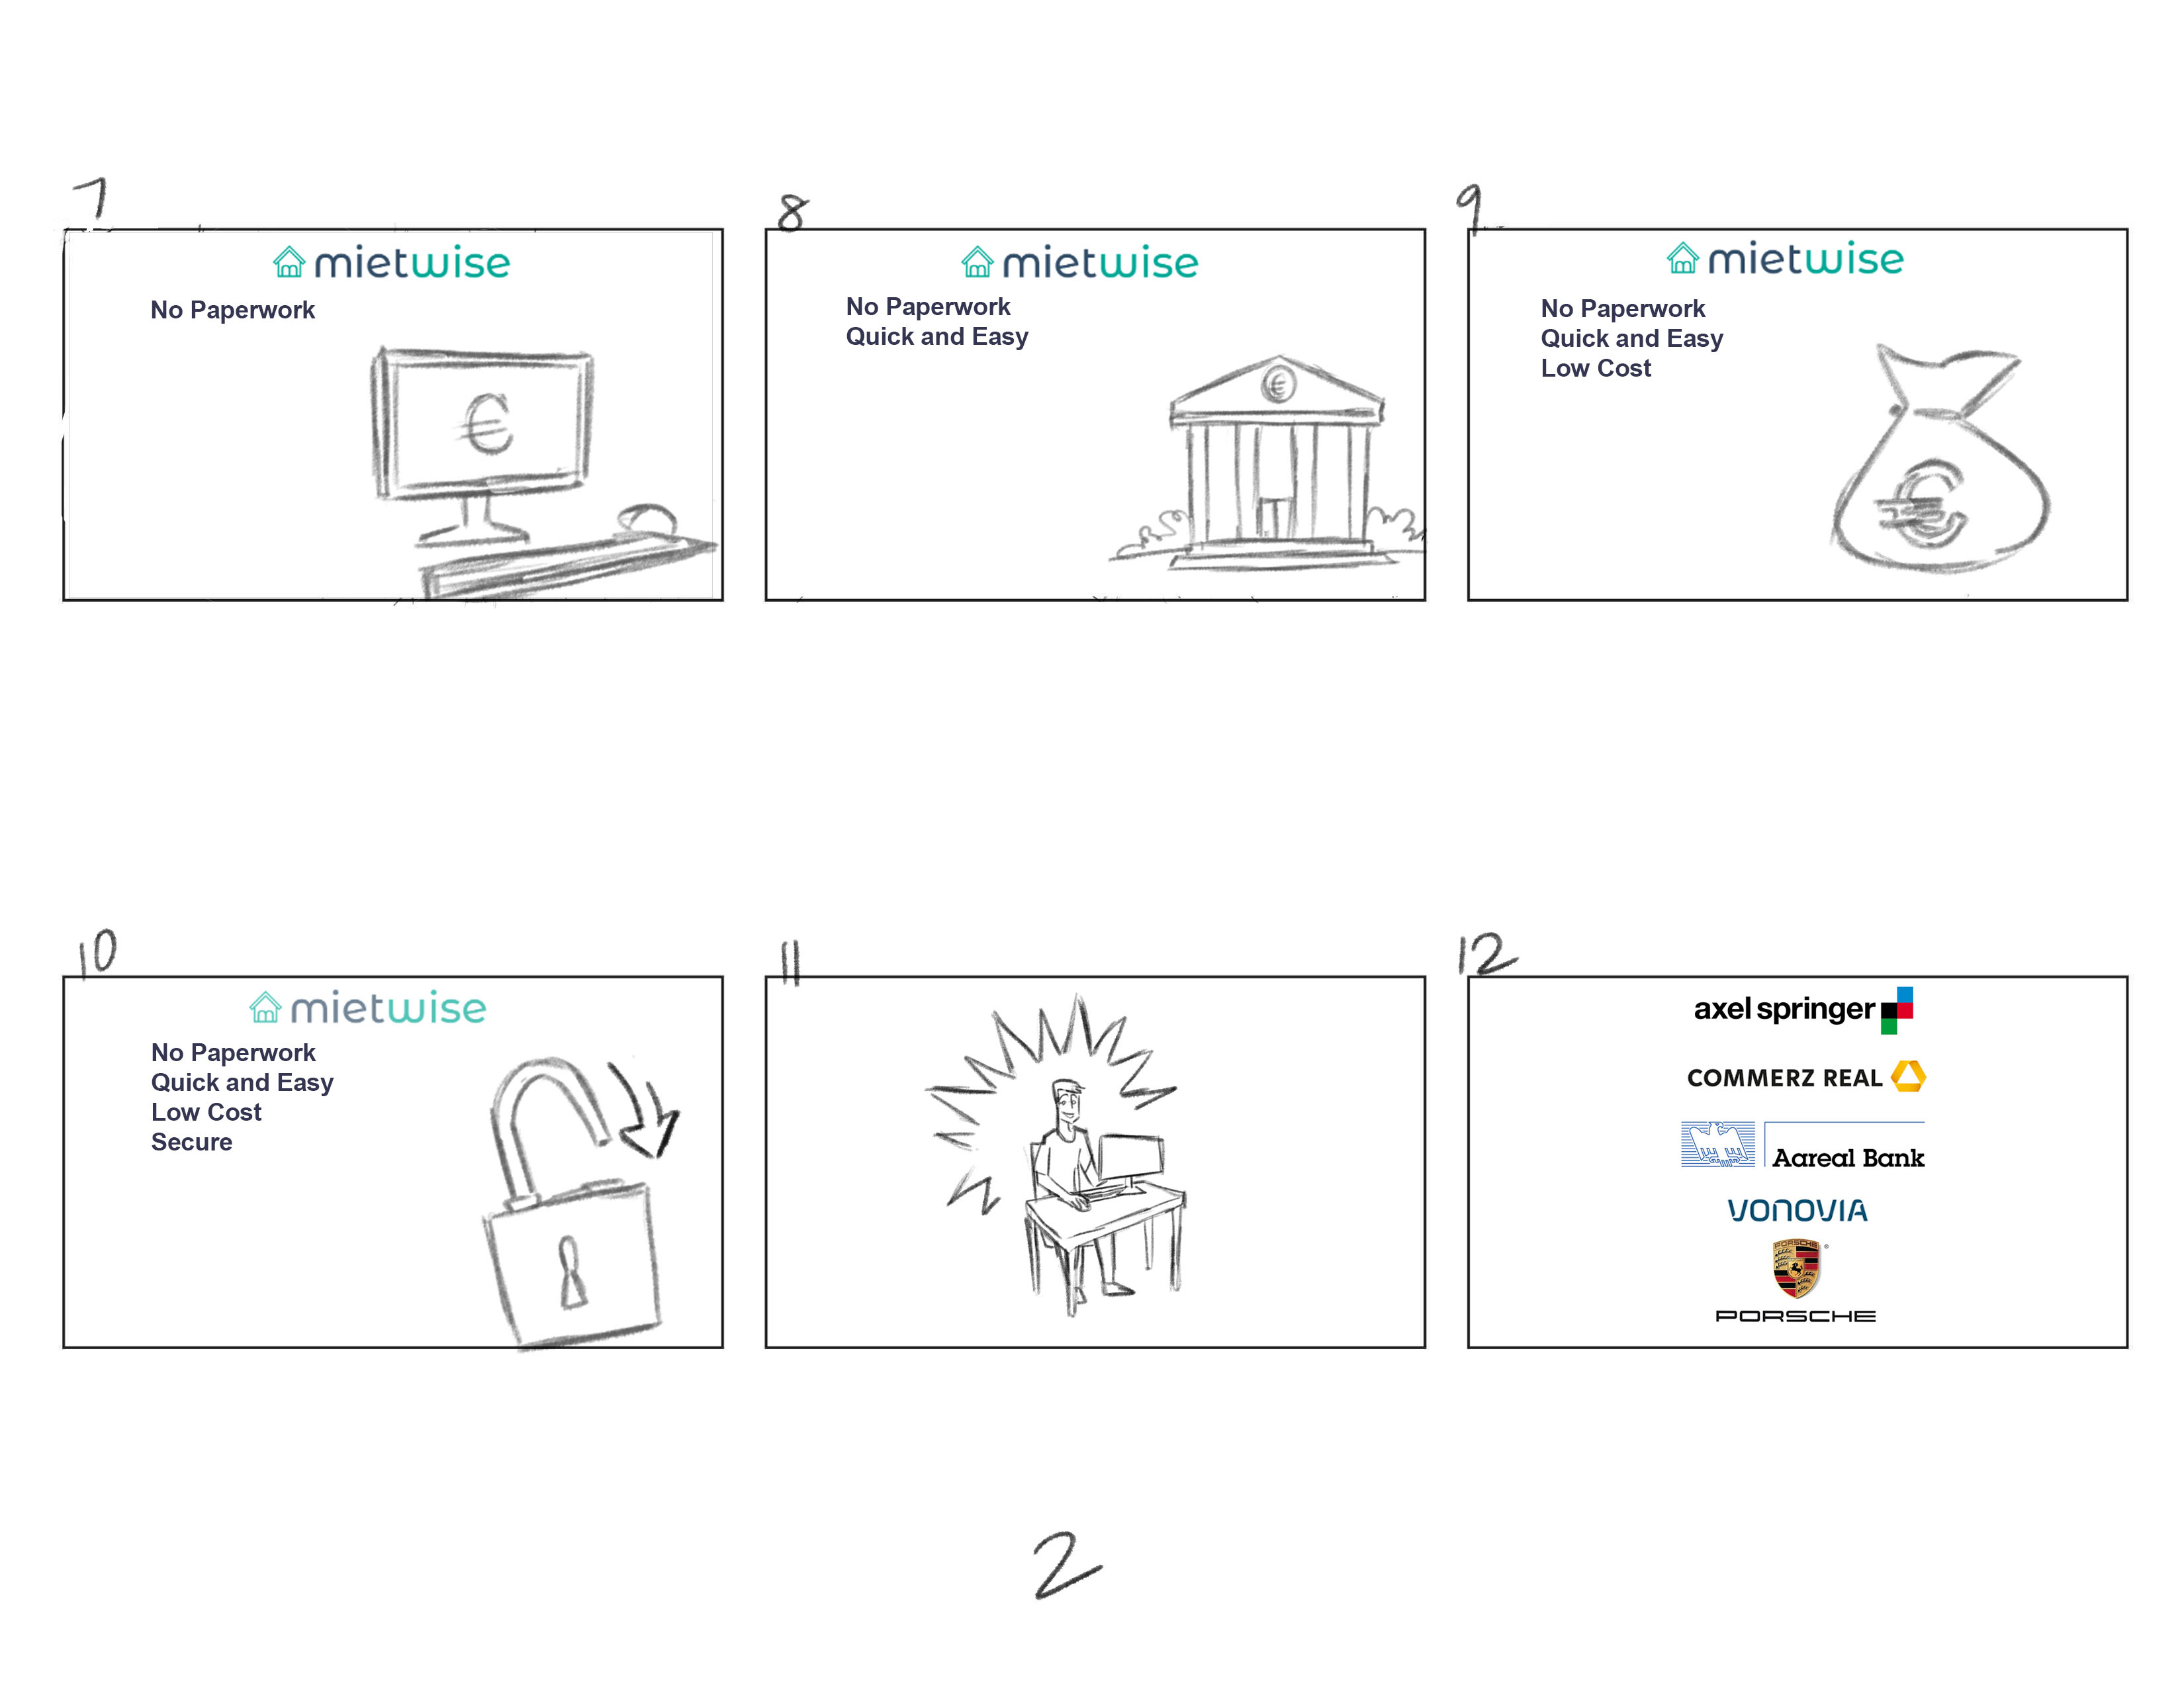 7
mietwise
No Paperwork
€
8
mietwise
No Paperwork
Quick and Easy
€
9
mietwise
No Paperwork
Quick and Easy
Low Cost
€
10
mietwise
No Paperwork
Quick and Easy
Low Cost
Secure
11
12
axel springer
COMMERZ REAL
Aareal Bank
VONOVIA
PORSCHE
®
PORSCHE
2